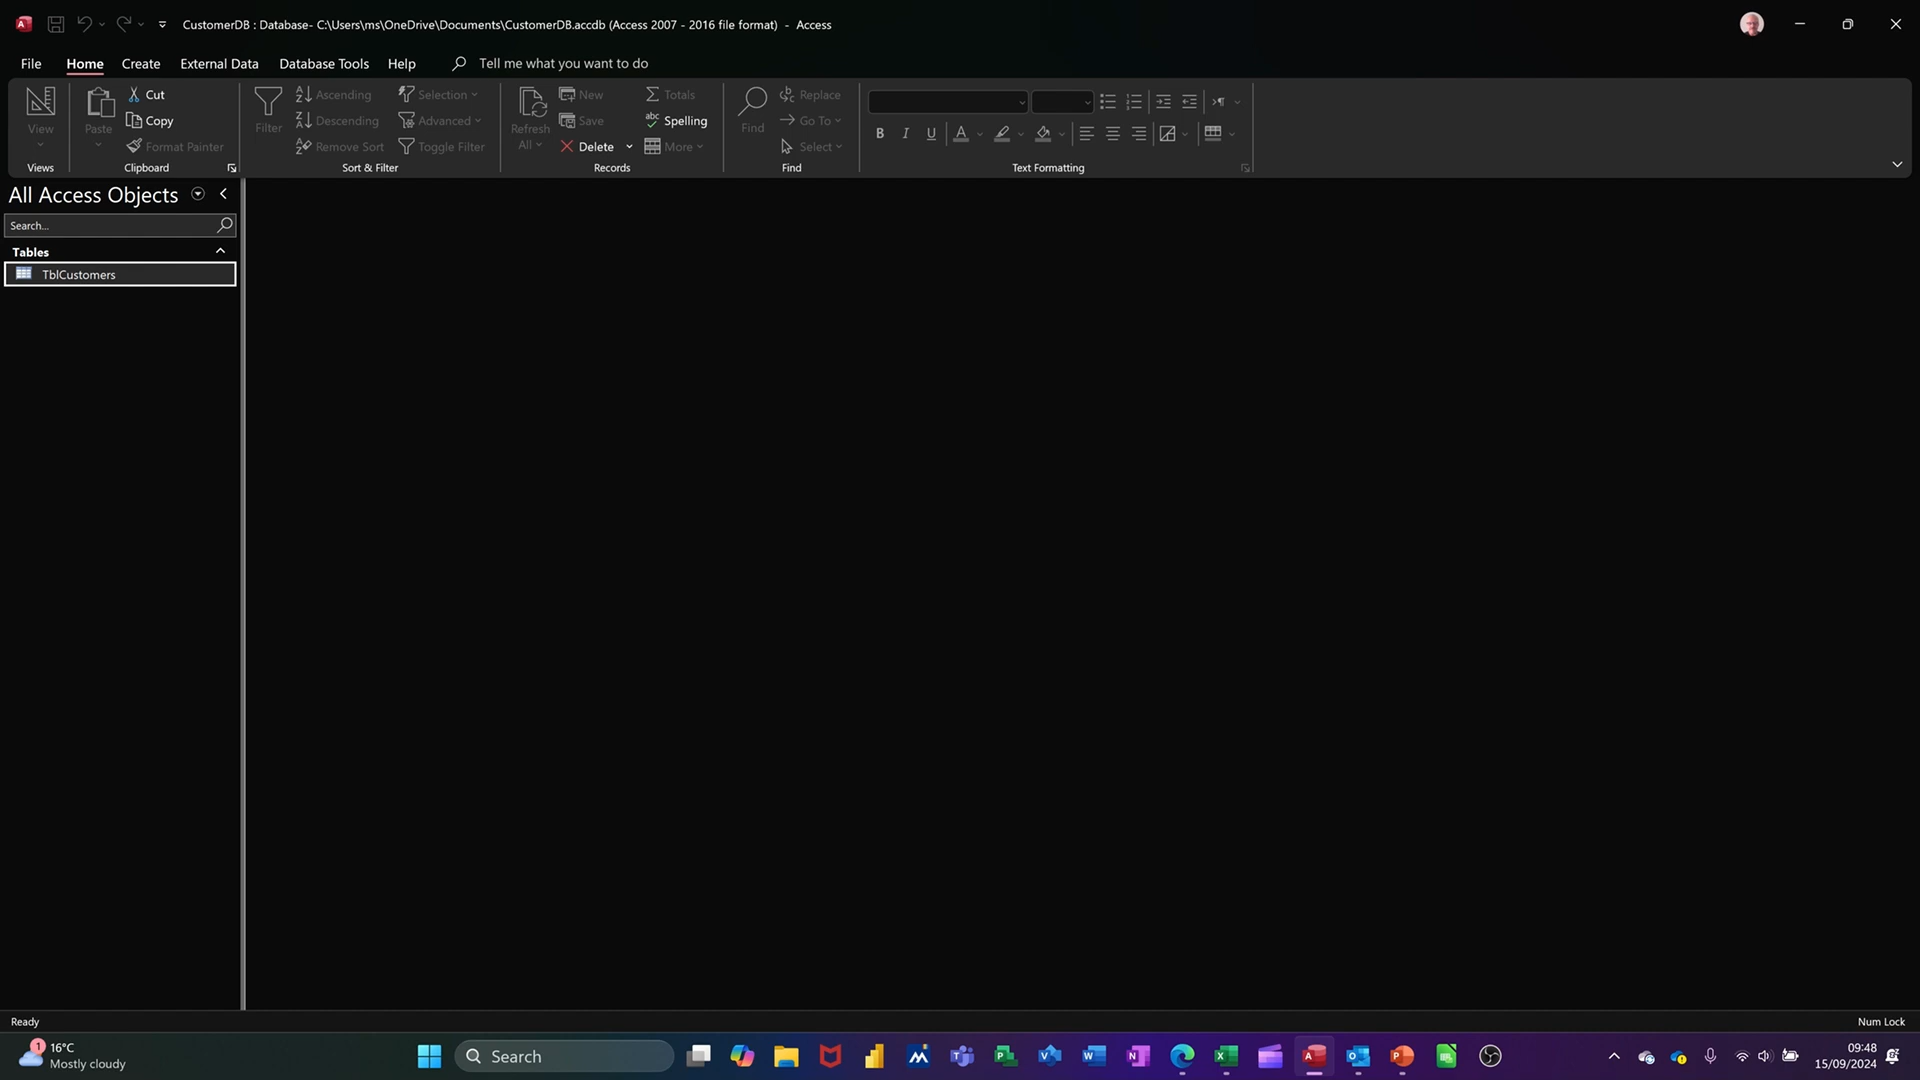 CustomerDB : Database- C:\Users\ms\OneDrive\Documents\CustomerDB.accdb (Access 2007 - 2016 file format) - Access
File Home Create External Data Database Tools Help Tell me what you want to do
View
Views
Paste
Cut
Copy
Format Painter
Clipboard
Filter
Ascending
Descending
Remove Sort
Selection
Advanced
Toggle Filter
Sort & Filter
Refresh
All
New
Save
Delete
Totals
Spelling
More
Records
Find
Replace
Go To
Select
Find
B I U A
Text Formatting
All Access Objects
Search...
Tables
TblCustomers
Ready
Num Lock
1
16°C
Mostly cloudy
Search
09:48
15/09/2024